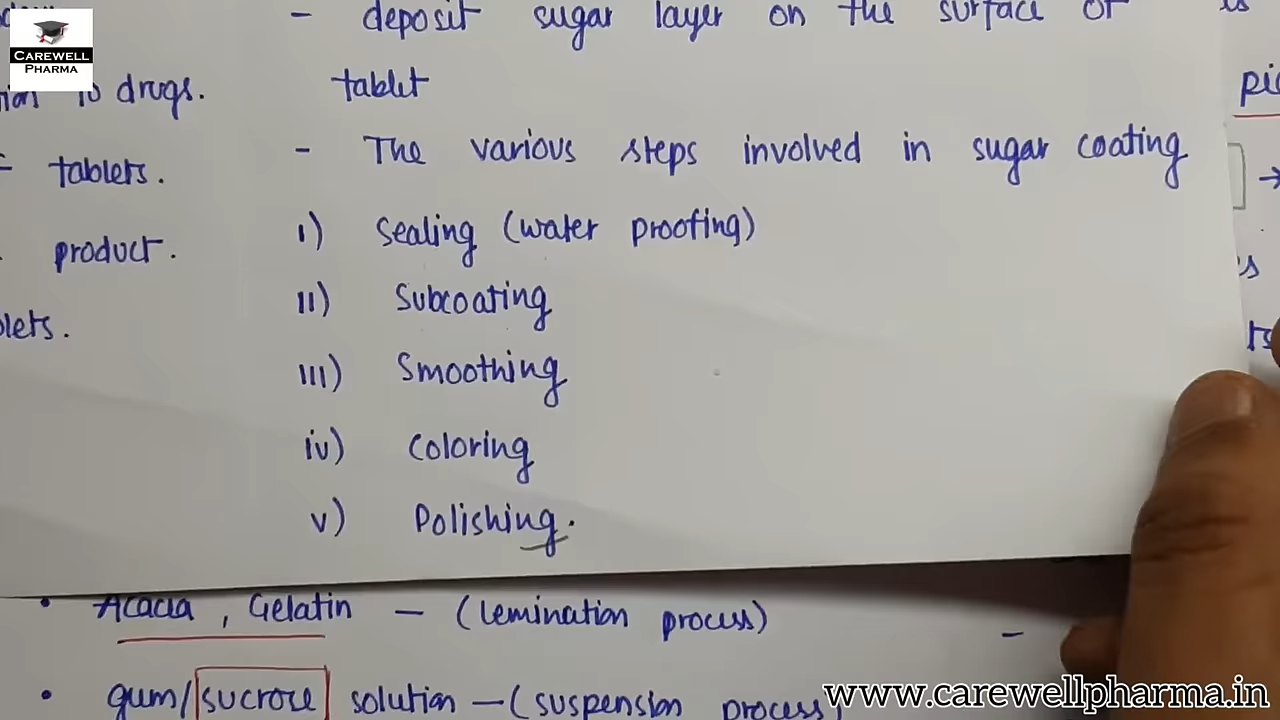 - deposit sugar layer on the surface of
CAREWELL
PHARMA
to drugs.
tablet
- The various steps involved in sugar coating
tablets.
i) Sealing (water proofing)
product.
ii) Subcoating
iii) Smoothing
iv) Coloring
v) Polishing.
• Acacia, Gelatin - (lemination process)
• gum/sucrose solution - (suspension process)
www.carewellpharma.in